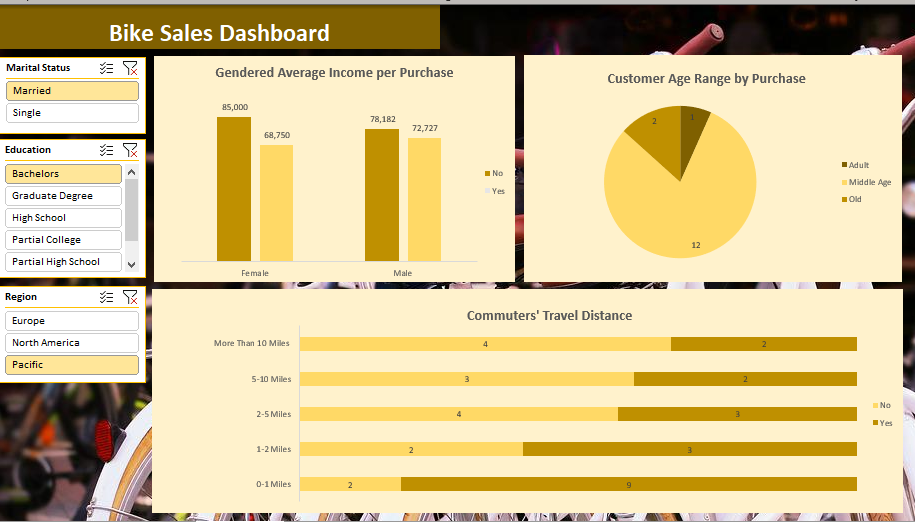 Bike Sales Dashboard
Marital Status
Married
Single
Education
Bachelors
Graduate Degree
High School
Partial College
Partial High School
Region
Europe
North America
Pacific
Gendered Average Income per Purchase
85,000
68,750
78,182
72,727
Female
Male
No
Yes
Customer Age Range by Purchase
1
2
12
Adult
Middle Age
Old
Commuters' Travel Distance
More Than 10 Miles 4 2
5-10 Miles 3 2
2-5 Miles 4 3
1-2 Miles 2 3
0-1 Miles 2 9
No
Yes